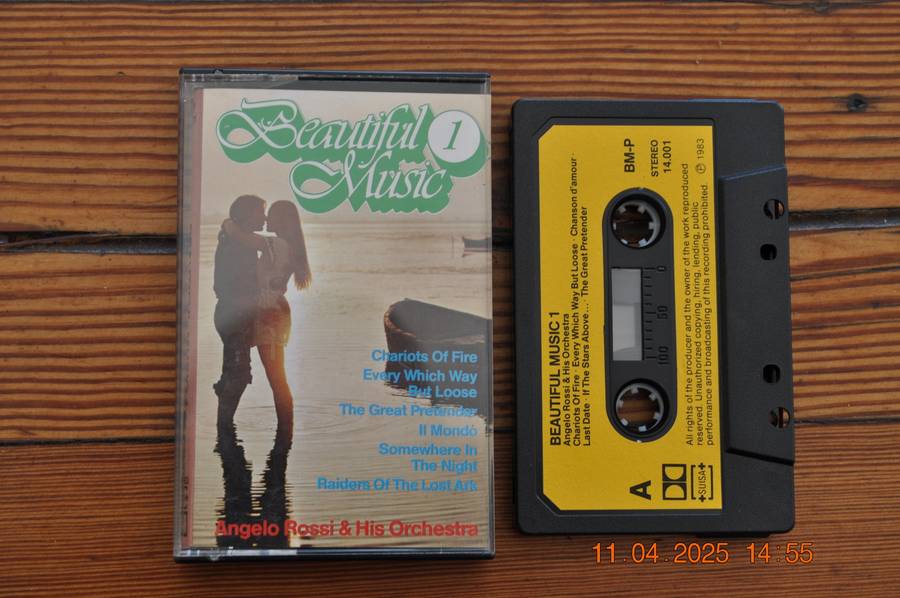 Beautiful 1
Music
Chariots Of Fire
Every Which Way
But Loose
The Great Pretender
Il Mondo
Somewhere In
The Night
Raiders Of The Lost Ark
Angelo Rossi & His Orchestra
BEAUTIFUL MUSIC 1
Angelo Rossi & His Orchestra
Chariots Of Fire · Every Which Way But Loose · Chanson d'amour ·
Last Date · If The Stars Above... · The Great Pretender
BM-P
STEREO
14.001
100 50 0
A
SUISA
℗ 1983
All rights of the producer and the owner of the work reproduced
reserved. Unauthorized copying, hiring, lending, public
performance and broadcasting of this recording prohibited
11.04.2025 14:55